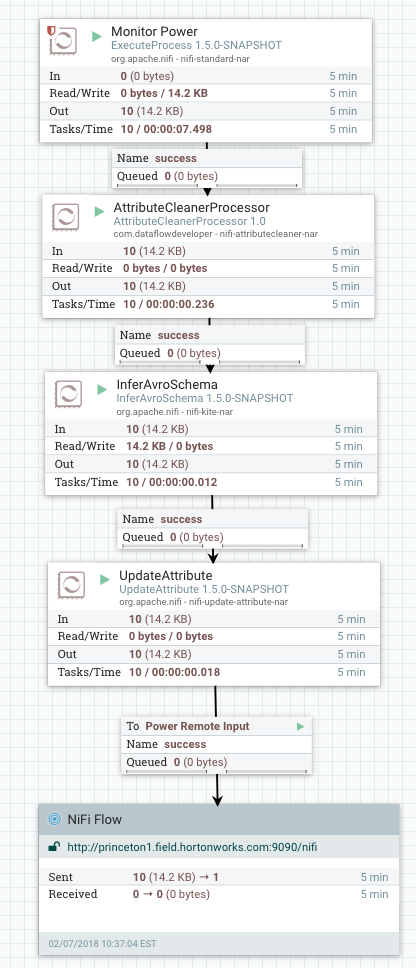 Monitor Power
ExecuteProcess 1.5.0-SNAPSHOT
org.apache.nifi - nifi-standard-nar
In 0 (0 bytes) 5 min
Read/Write 0 bytes / 14.2 KB 5 min
Out 10 (14.2 KB) 5 min
Tasks/Time 10 / 00:00:07.498 5 min
Name success
Queued 0 (0 bytes)
AttributeCleanerProcessor
AttributeCleanerProcessor 1.0
com.dataflowdeveloper - nifi-attributecleaner-nar
In 10 (14.2 KB) 5 min
Read/Write 0 bytes / 0 bytes 5 min
Out 10 (14.2 KB) 5 min
Tasks/Time 10 / 00:00:00.236 5 min
Name success
Queued 0 (0 bytes)
InferAvroSchema
InferAvroSchema 1.5.0-SNAPSHOT
org.apache.nifi - nifi-kite-nar
In 10 (14.2 KB) 5 min
Read/Write 14.2 KB / 0 bytes 5 min
Out 10 (14.2 KB) 5 min
Tasks/Time 10 / 00:00:00.012 5 min
Name success
Queued 0 (0 bytes)
UpdateAttribute
UpdateAttribute 1.5.0-SNAPSHOT
org.apache.nifi - nifi-update-attribute-nar
In 10 (14.2 KB) 5 min
Read/Write 0 bytes / 0 bytes 5 min
Out 10 (14.2 KB) 5 min
Tasks/Time 10 / 00:00:00.018 5 min
To Power Remote Input
Name success
Queued 0 (0 bytes)
NiFi Flow
http://princeton1.field.hortonworks.com:9090/nifi
Sent 10 (14.2 KB) → 1 5 min
Received 0 → 0 (0 bytes) 5 min
02/07/2018 10:37:04 EST